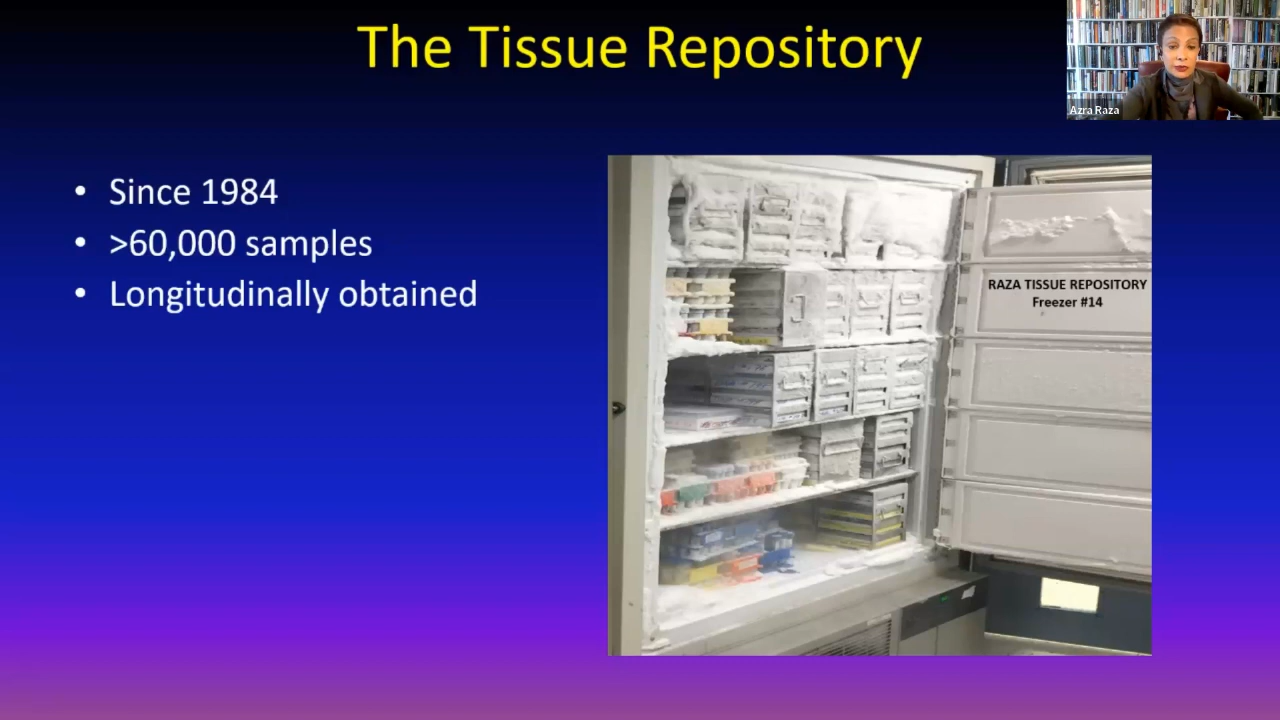 The Tissue Repository
Azra Raza
• Since 1984
• >60,000 samples
• Longitudinally obtained
RAZA TISSUE REPOSITORY
Freezer #14